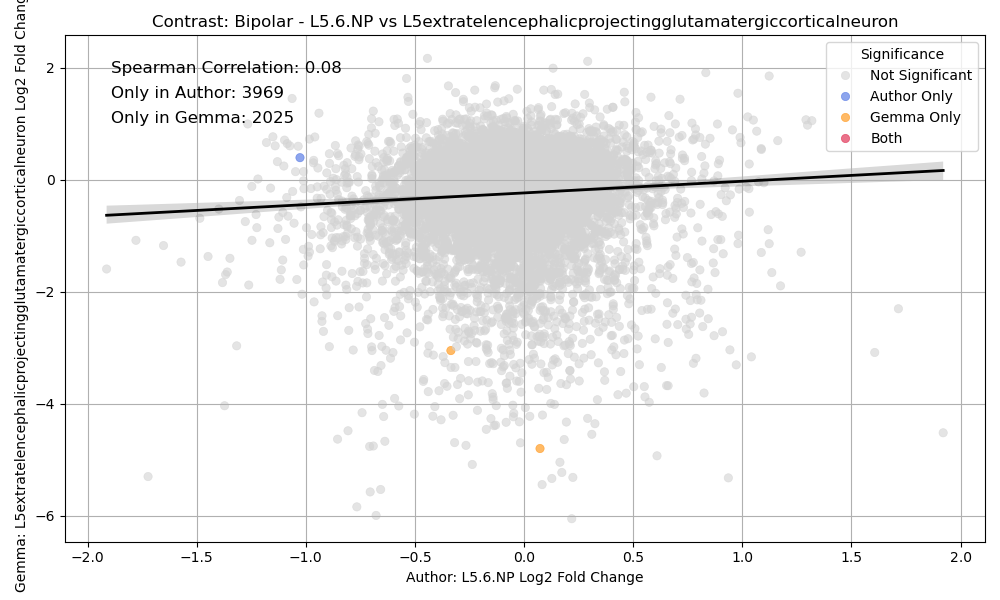 Contrast: Bipolar - L5.6.NP vs L5extratelencephalicprojectingglutamatergiccorticalneuron
Gemma: L5extratelencephalicprojectingglutamatergiccorticalneuron Log2 Fold Chang
Spearman Correlation: 0.08
Only in Author: 3969
Only in Gemma: 2025
Significance
Not Significant
Author Only
Gemma Only
Both
2
0
−2
−4
−6
−2.0 −1.5 −1.0 −0.5 0.0 0.5 1.0 1.5 2.0
Author: L5.6.NP Log2 Fold Change